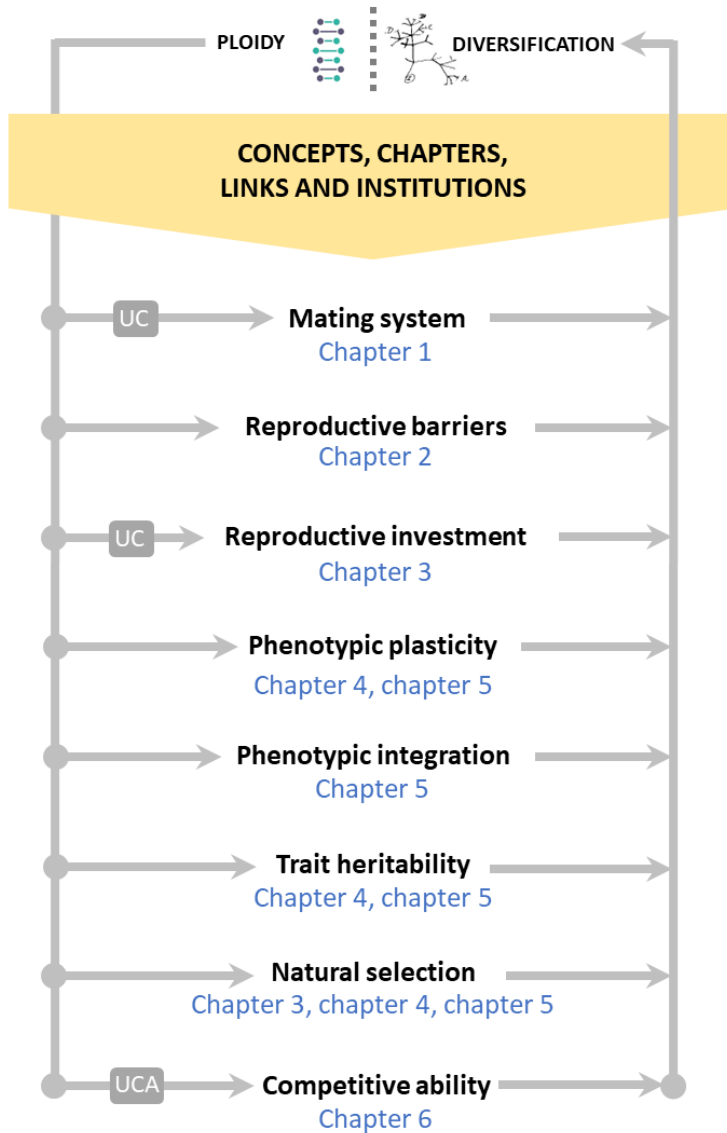 PLOIDY
DIVERSIFICATION
CONCEPTS, CHAPTERS,
LINKS AND INSTITUTIONS
UC
Mating system
Chapter 1
Reproductive barriers
Chapter 2
UC
Reproductive investment
Chapter 3
Phenotypic plasticity
Chapter 4, chapter 5
Phenotypic integration
Chapter 5
Trait heritability
Chapter 4, chapter 5
Natural selection
Chapter 3, chapter 4, chapter 5
UCA
Competitive ability
Chapter 6